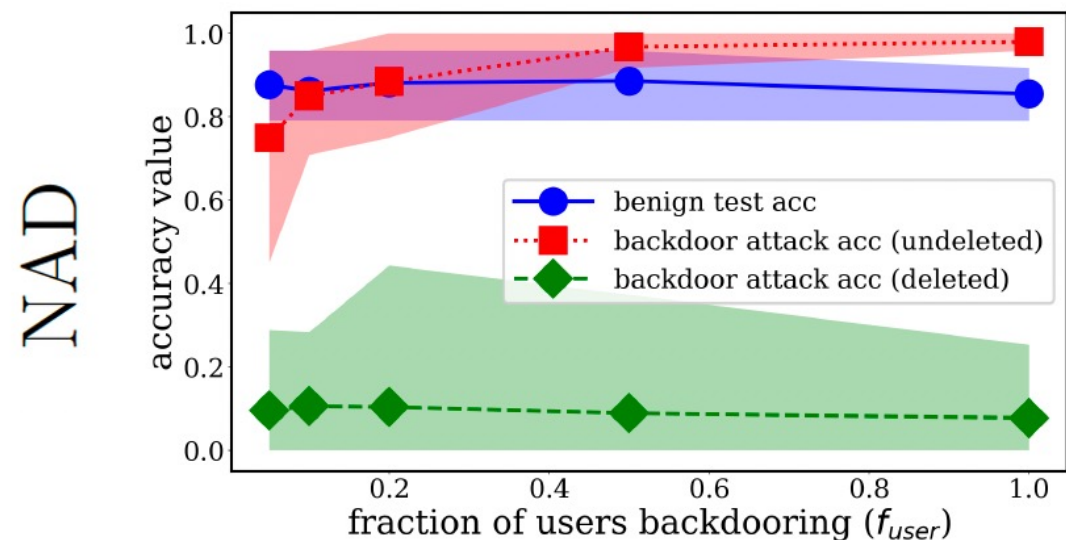 NAD
accuracy value
1.0
0.8
0.6
0.4
0.2
0.0
benign test acc
backdoor attack acc (undeleted)
backdoor attack acc (deleted)
0.2 0.4 0.6 0.8 1.0
fraction of users backdooring (f_user)